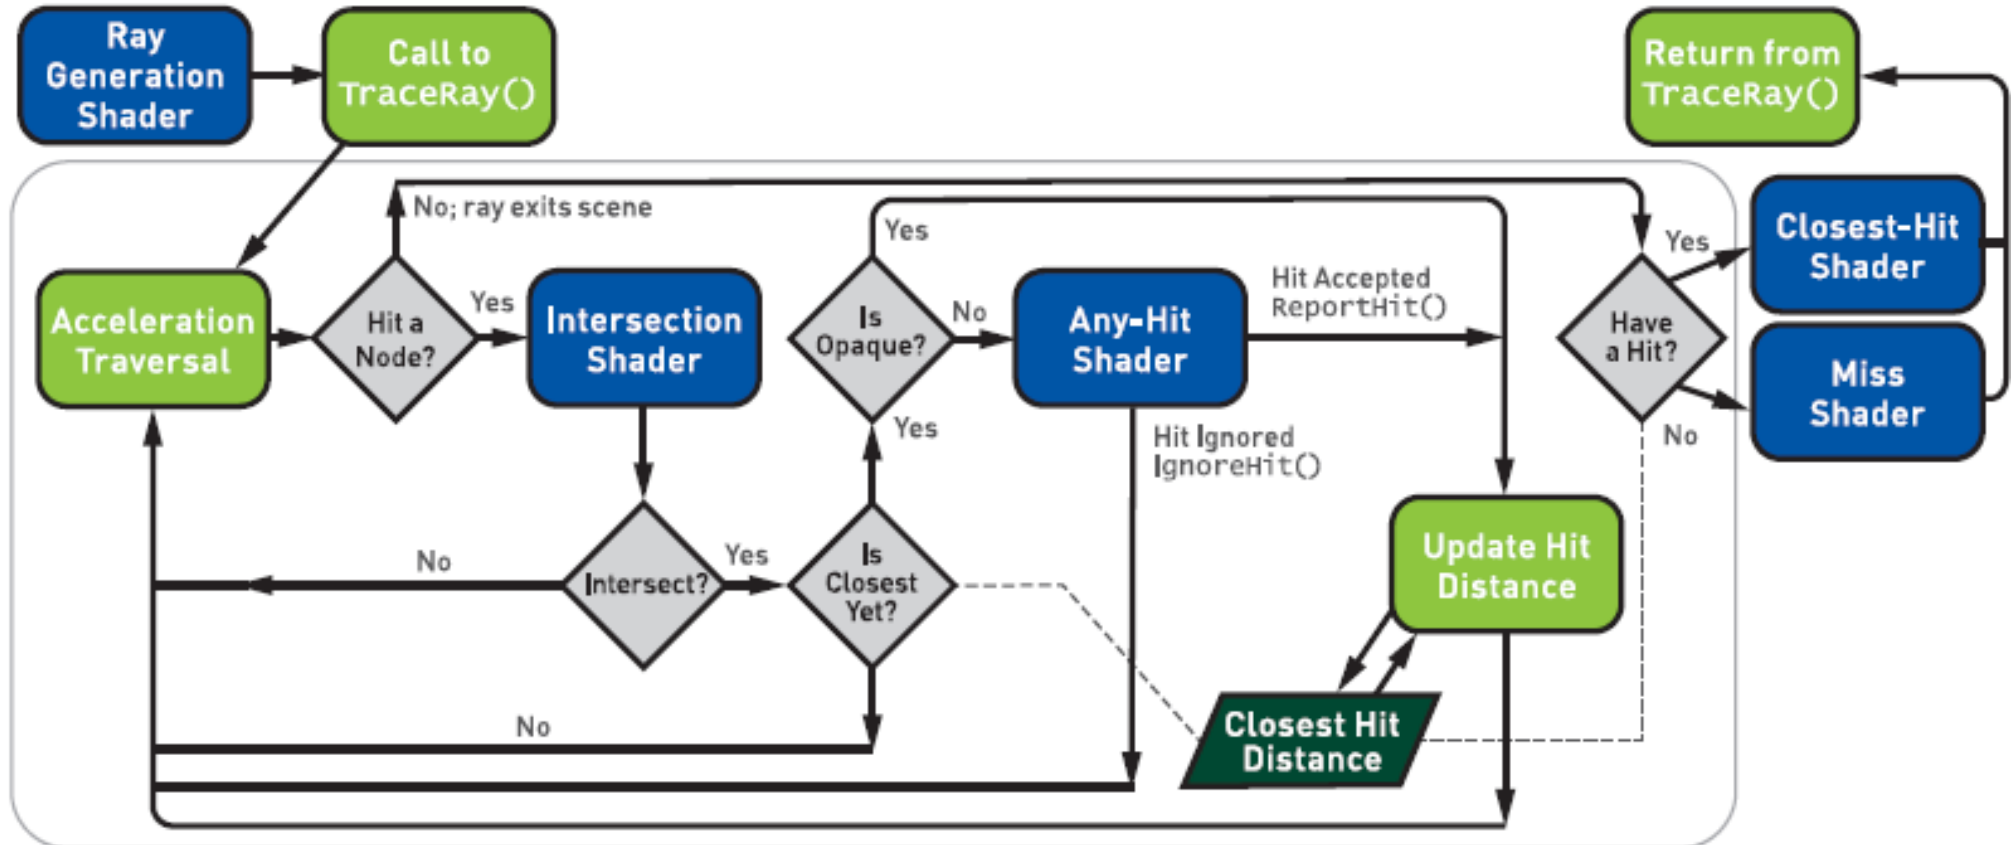 Ray
Generation
Shader
Call to
TraceRay()
Return from
TraceRay()
No; ray exits scene
Yes
Yes
Closest-Hit
Shader
Acceleration
Traversal
Hit a
Node?
Yes
Intersection
Shader
Is
Opaque?
No
Any-Hit
Shader
Hit Accepted
ReportHit()
Have
a Hit?
Miss
Shader
Yes
Hit Ignored
IgnoreHit()
No
No
Intersect?
Yes
Is
Closest
Yet?
Update Hit
Distance
No
Closest Hit
Distance